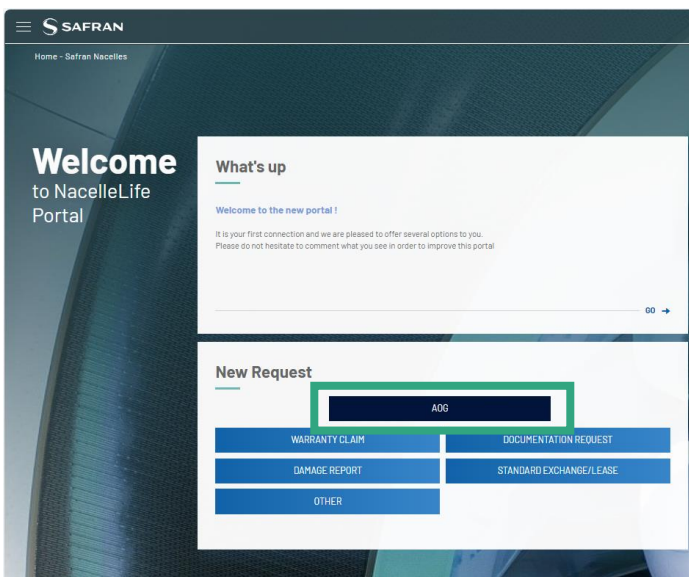 SAFRAN
Home - Safran Nacelles
Welcome
to NacelleLife
Portal
What's up
Welcome to the new portal !
It is your first connection and we are pleased to offer several options to you.
Please do not hesitate to comment what you see in order to improve this portal
GO
New Request
AOG
WARRANTY CLAIM
DOCUMENTATION REQUEST
DAMAGE REPORT
STANDARD EXCHANGE/LEASE
OTHER